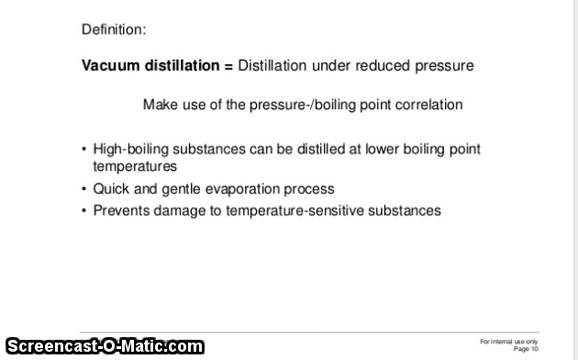 Definition:
Vacuum distillation = Distillation under reduced pressure
Make use of the pressure-/boiling point correlation
• High-boiling substances can be distilled at lower boiling point
temperatures
• Quick and gentle evaporation process
• Prevents damage to temperature-sensitive substances
For internal use only
Page 10
Screencast-O-Matic.com